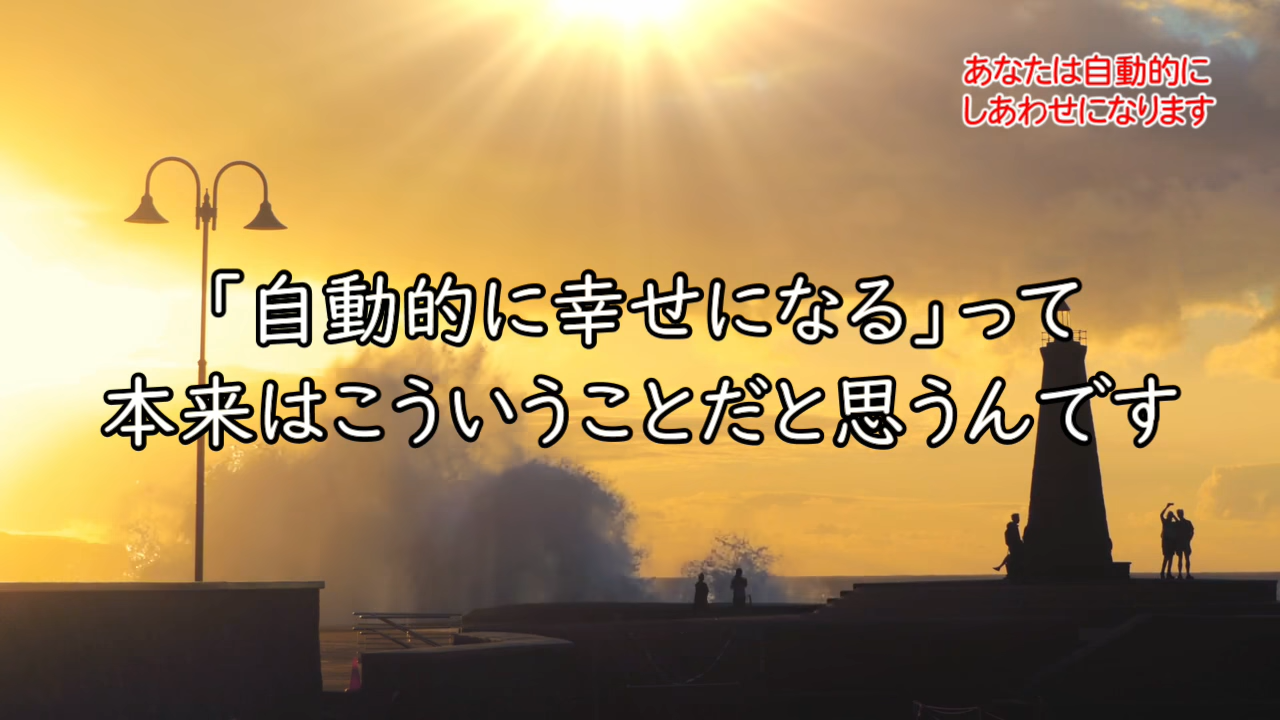 あなたは自動的に
しあわせになります
「自動的に幸せになる」って
本来はこういうことだと思うんです